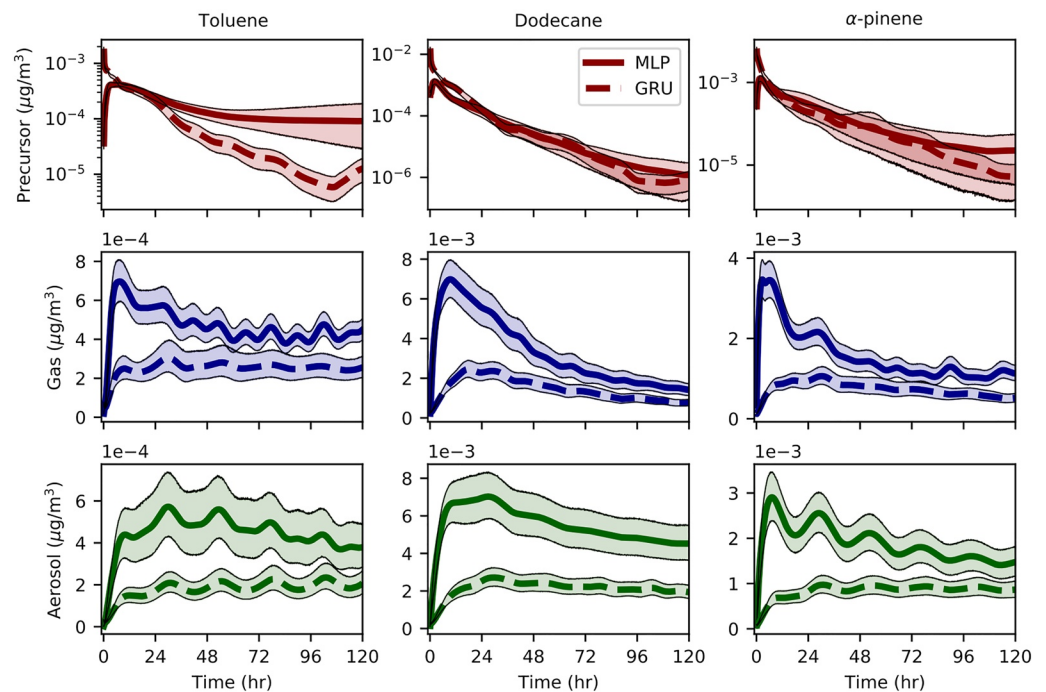 Toluene Dodecane α-pinene
Precursor (μg/m³)
10⁻³
10⁻⁴
10⁻⁵
10⁻²
10⁻⁴
10⁻⁶
MLP
GRU
10⁻³
10⁻⁵
Gas (μg/m³)
1e−4
8
6
4
2
0
1e−3
8
6
4
2
0
1e−3
4
2
0
Aerosol (μg/m³)
1e−4
6
4
2
0
1e−3
8
6
4
2
0
1e−3
3
2
1
0
0 24 48 72 96 120 0 24 48 72 96 120 0 24 48 72 96 120
Time (hr) Time (hr) Time (hr)